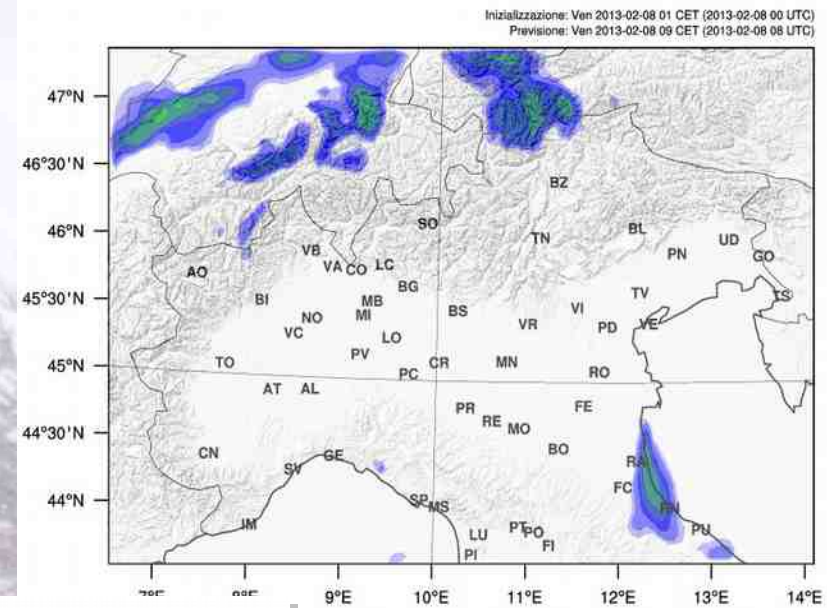 Inizializzazione: Ven 2013-02-08 01 CET (2013-02-08 00 UTC)
Previsione: Ven 2013-02-08 09 CET (2013-02-08 08 UTC)
47°N
46°30'N
BZ
SO
46°N
BL
TN
UD
VB
PN
GO
VA CO LC
AO
BG
45°30'N
BI
MB
TV
TS
NO
MI
BS
VI
VE
VC
VR
PD
LO
PV
45°N
TO
CR
MN
PC
RO
AT
AL
PR
FE
RE
44°30'N
MO
BO
CN
GE
RA
SV
FC
44°N
SP
MS
RN
IM
PT
PO
PU
LU
FI
PI
7°E 8°E 9°E 10°E 11°E 12°E 13°E 14°E